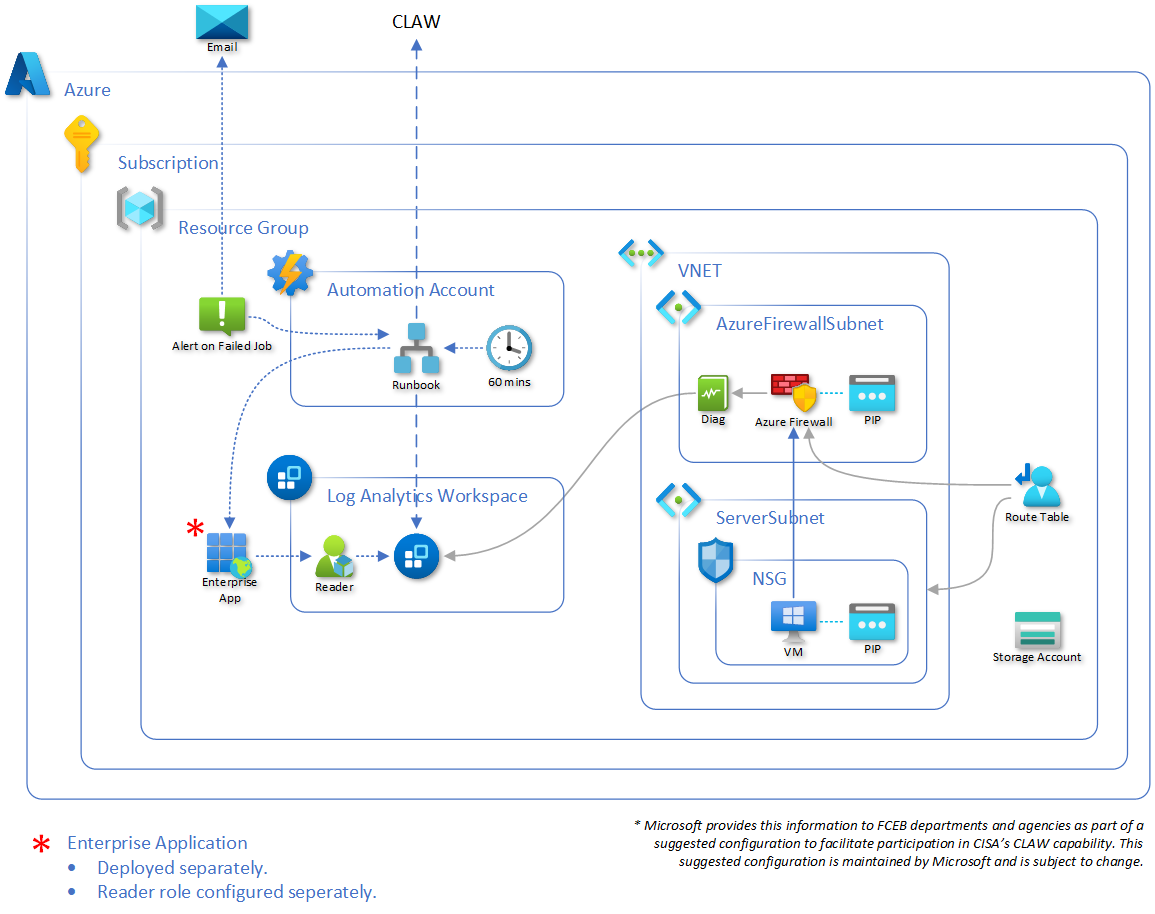 CLAW
Email
Azure
Subscription
Resource Group
Automation Account
VNET
AzureFirewallSubnet
Alert on Failed Job
Runbook
60 mins
Diag
Azure Firewall
PIP
Log Analytics Workspace
ServerSubnet
Route Table
NSG
Enterprise
App
Reader
VM
PIP
Storage Account
* Enterprise Application
• Deployed separately.
• Reader role configured seperately.
* Microsoft provides this information to FCEB departments and agencies as part of a
suggested configuration to facilitate participation in CISA's CLAW capability. This
suggested configuration is maintained by Microsoft and is subject to change.